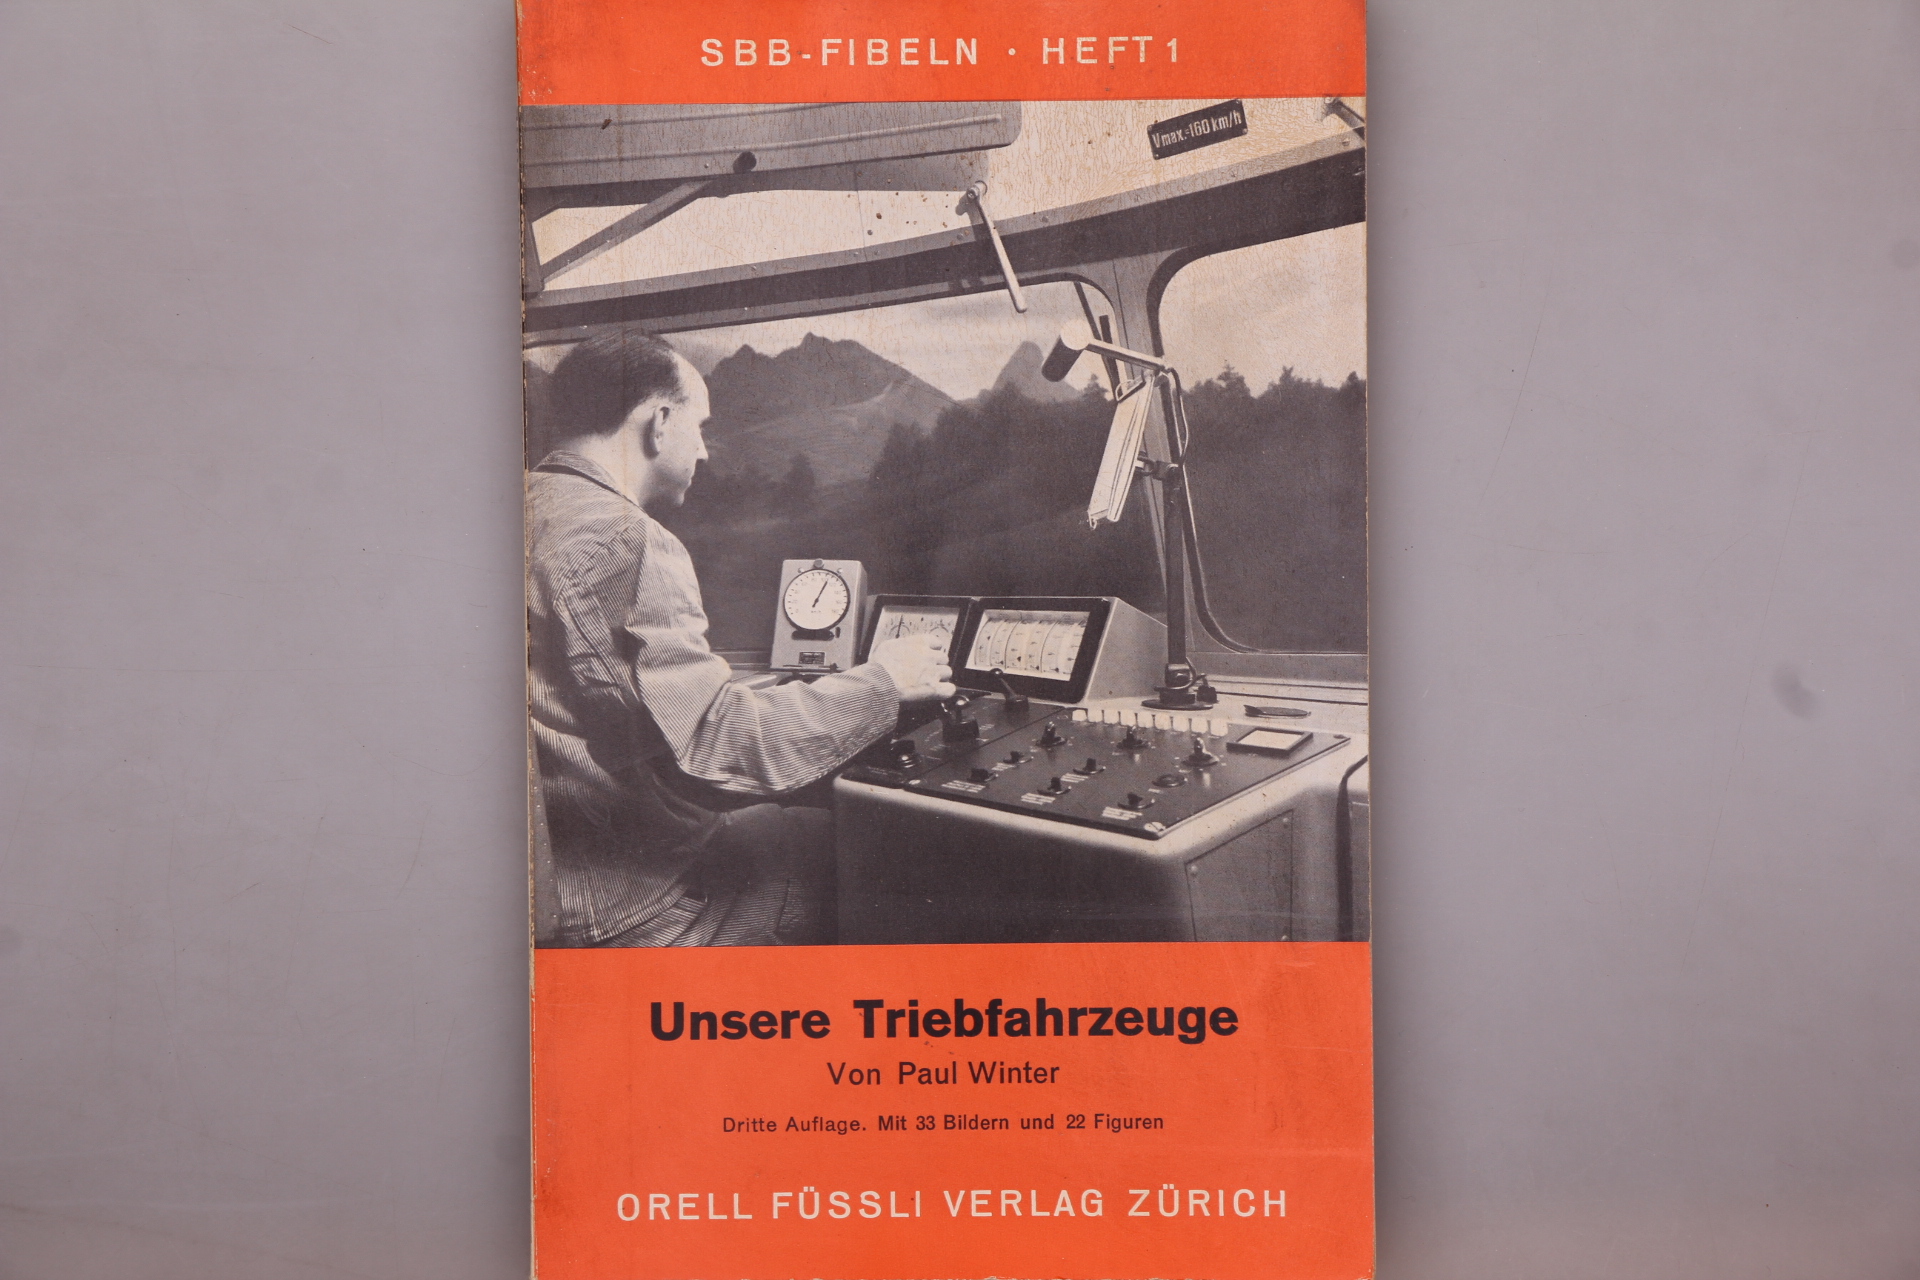 SBB-FIBELN · HEFT 1
Vmax.=160 km/h
Unsere Triebfahrzeuge
Von Paul Winter
Dritte Auflage. Mit 33 Bildern und 22 Figuren
ORELL FÜSSLI VERLAG ZÜRICH